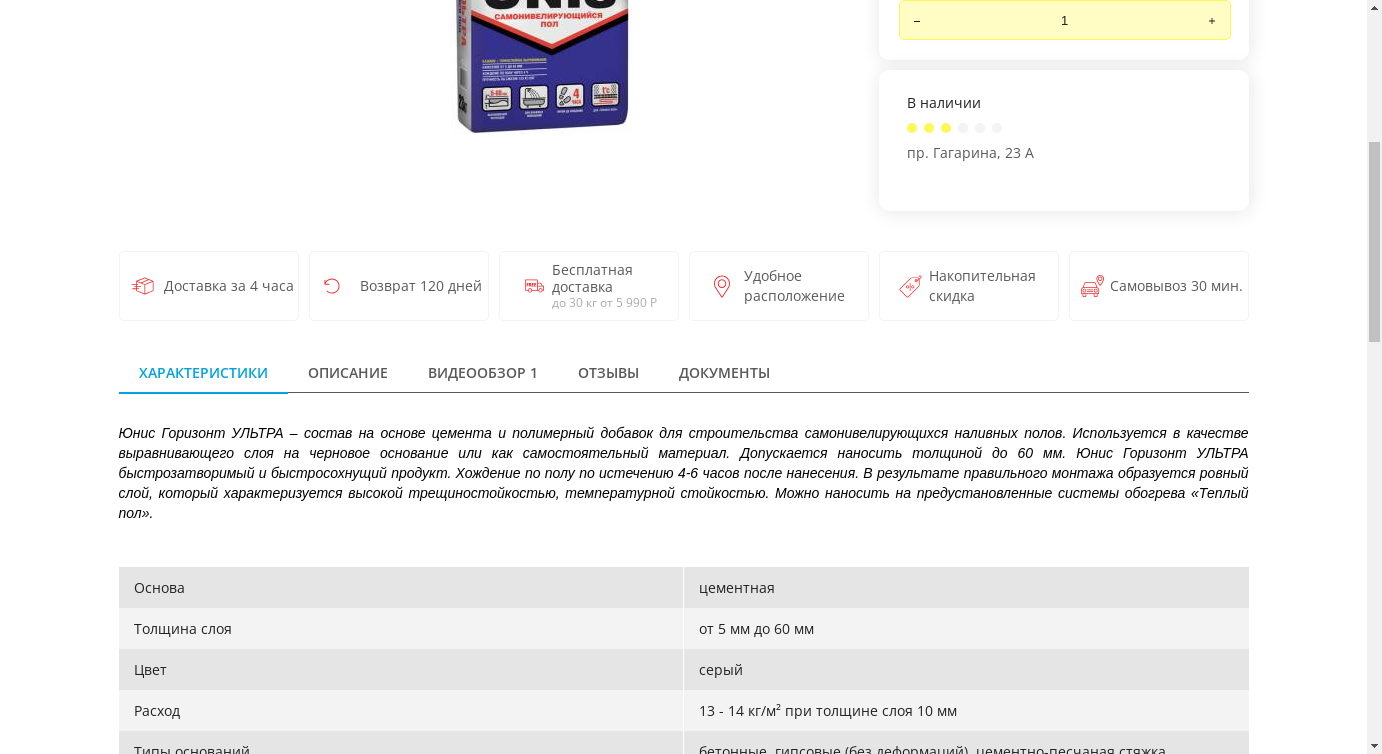 САМОНИВЕЛИРУЮЩИЙСЯ
ПОЛ
4
ЧАСА
–
1
+
В наличии
пр. Гагарина, 23 А
Доставка за 4 часа
Возврат 120 дней
Бесплатная
доставка
до 30 кг от 5 990 Р
Удобное
расположение
Накопительная
скидка
Самовывоз 30 мин.
ХАРАКТЕРИСТИКИ
ОПИСАНИЕ
ВИДЕООБЗОР 1
ОТЗЫВЫ
ДОКУМЕНТЫ
Юнис Горизонт УЛЬТРА – состав на основе цемента и полимерный добавок для строительства самонивелирующихся наливных полов. Используется в качестве
выравнивающего слоя на черновое основание или как самостоятельный материал. Допускается наносить толщиной до 60 мм. Юнис Горизонт УЛЬТРА
быстрозатворимый и быстросохнущий продукт. Хождение по полу по истечению 4-6 часов после нанесения. В результате правильного монтажа образуется ровный
слой, который характеризуется высокой трещиностойкостью, температурной стойкостью. Можно наносить на предустановленные системы обогрева «Теплый
пол».
Основа
цементная
Толщина слоя
от 5 мм до 60 мм
Цвет
серый
Расход
13 - 14 кг/м² при толщине слоя 10 мм
Типы оснований
бетонные, гипсовые (без деформаций), цементно-песчаная стяжка